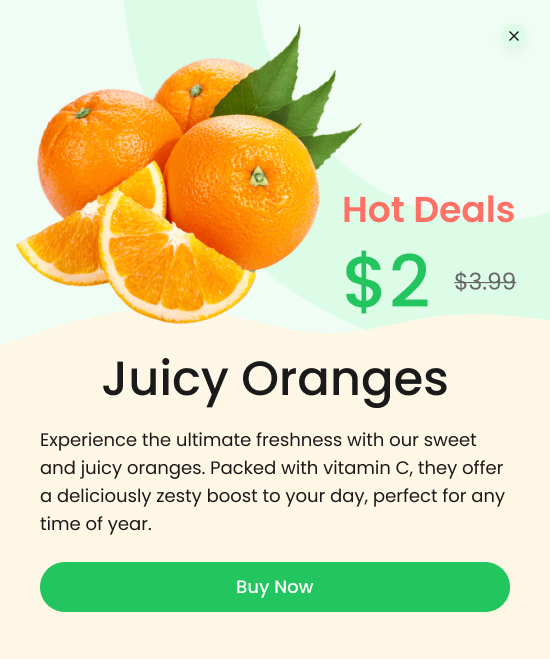 Hot Deals
$2 $3.99
Juicy Oranges
Experience the ultimate freshness with our sweet
and juicy oranges. Packed with vitamin C, they offer
a deliciously zesty boost to your day, perfect for any
time of year.
Buy Now